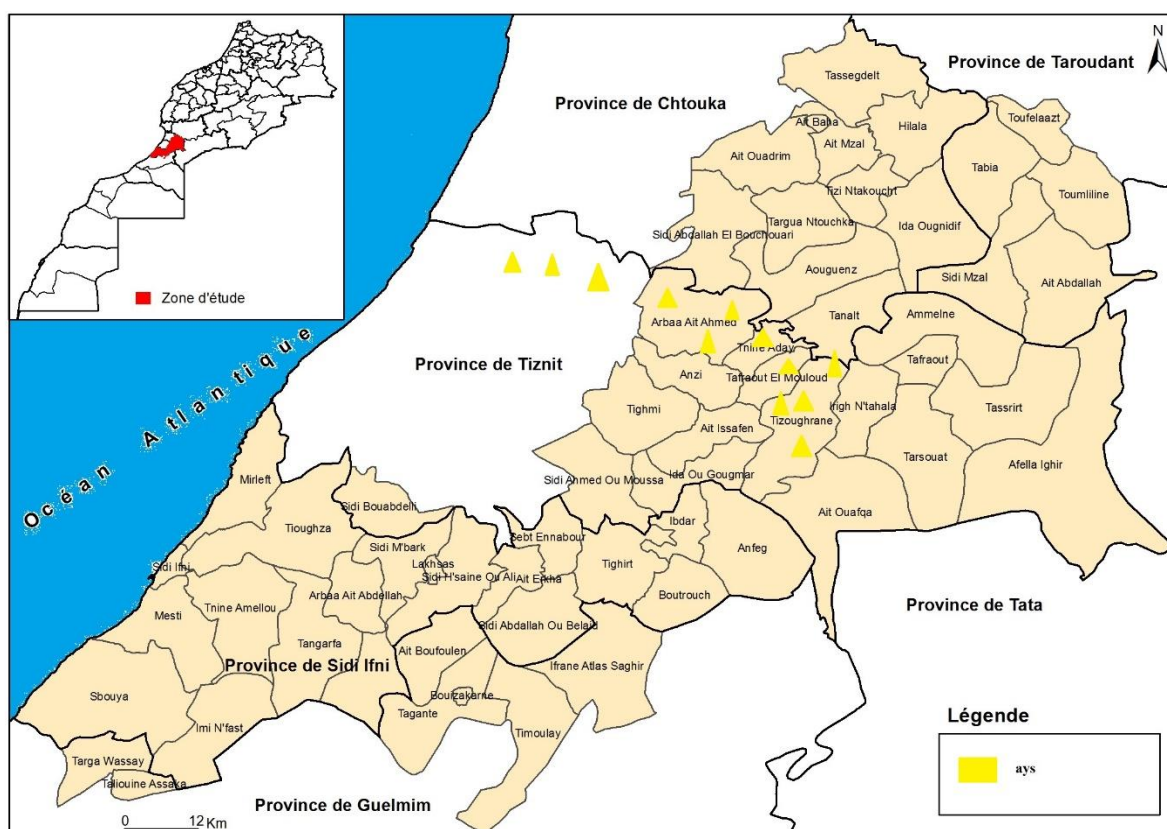 N
Province de Taroudant
Province de Chtouka
Tassegdelt
Toufelaazt
Ait Baha
Hilala
Ait Mzal
Ait Ouadrim
Tabia
Tizi Ntakoucht
Toumliline
Targua Ntouchka
Ida Ougnidif
Sidi Abdallah El Bouchouari
Aouguenz
Sidi Mzal
Ait Abdallah
Zone d'étude
Arbaa Ait Ahmed
Tanalt
Ammelne
Océan Atlantique
Province de Tiznit
Tnine Aday
Tafraout
Anzi
Tafraout El Mouloud
Tighmi
Irigh N'tahala
Tassrirt
Ait Issafen
Tizoughrane
Tarsouat
Afella Ighir
Mirleft
Sidi Ahmed Ou Moussa
Ida Ou Gougmar
Sidi Bouabdelli
Ait Ouafqa
Tioughza
Ibdar
Sebt Ennabour
Anfeg
Sidi M'bark
Lakhsas
Tighirt
Sidi Ifni
Sidi H'saine Ou Ali
Ait Erkha
Arbaa Ait Abdellah
Boutrouch
Mesti
Tnine Amellou
Province de Tata
Sidi Abdallah Ou Belaid
Tangarfa
Ait Boufoulen
Ifrane Atlas Saghir
Province de Sidi Ifni
Sbouya
Bouizakarne
Tagante
Imi N'fast
Timoulay
Légende
Targa Wassay
ays
Taliouine Assaka
Province de Guelmim
0 12 Km